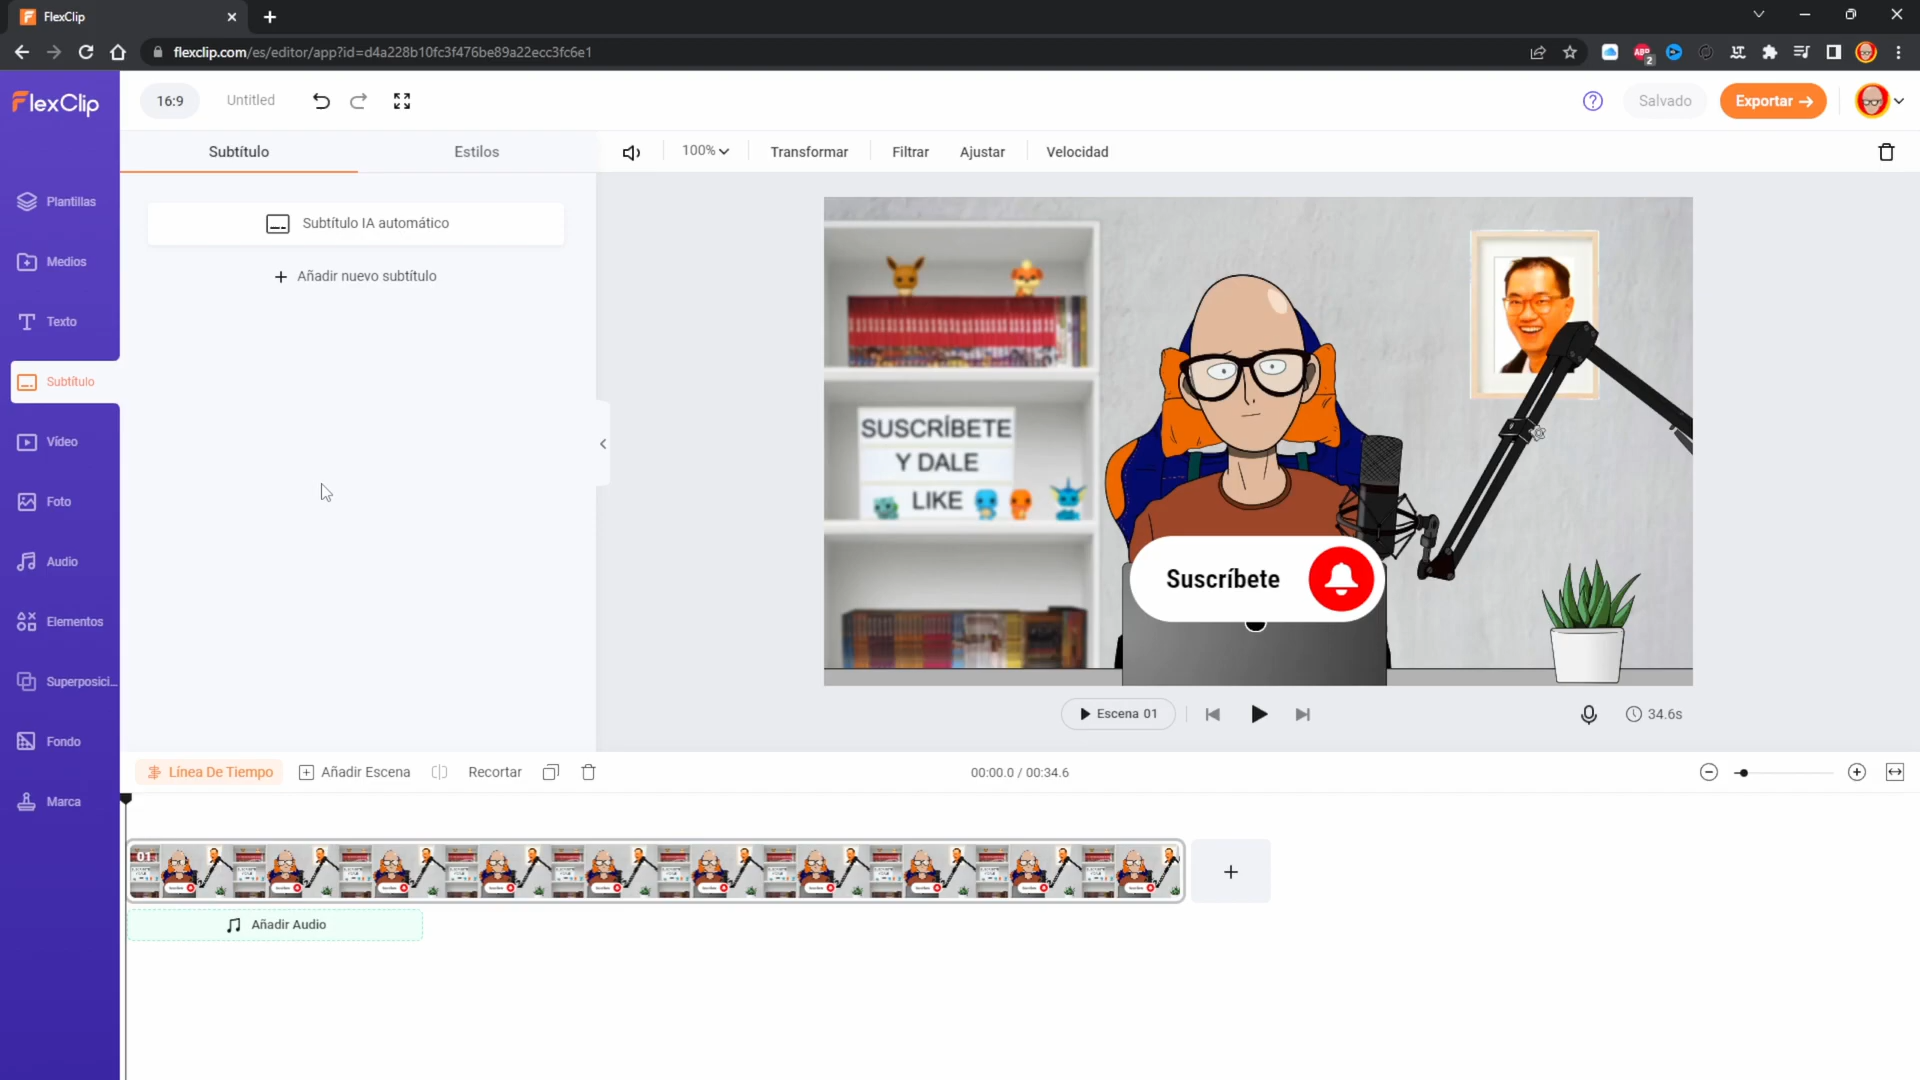 FlexClip
flexclip.com/es/editor/app?id=d4a228b10fc3f476be89a22ecc3fc6e1
ABP
2
FlexClip
16:9
Untitled
Salvado
Exportar
Subtítulo
Estilos
100%
Transformar
Filtrar
Ajustar
Velocidad
Plantillas
Medios
Texto
Subtítulo
Vídeo
Foto
Audio
Elementos
Superposici...
Fondo
Marca
Subtítulo IA automático
Añadir nuevo subtítulo
SUSCRÍBETE
Y DALE
LIKE
Suscríbete
Escena 01
34.6s
Línea De Tiempo
Añadir Escena
Recortar
00:00.0 / 00:34.6
01
Añadir Audio